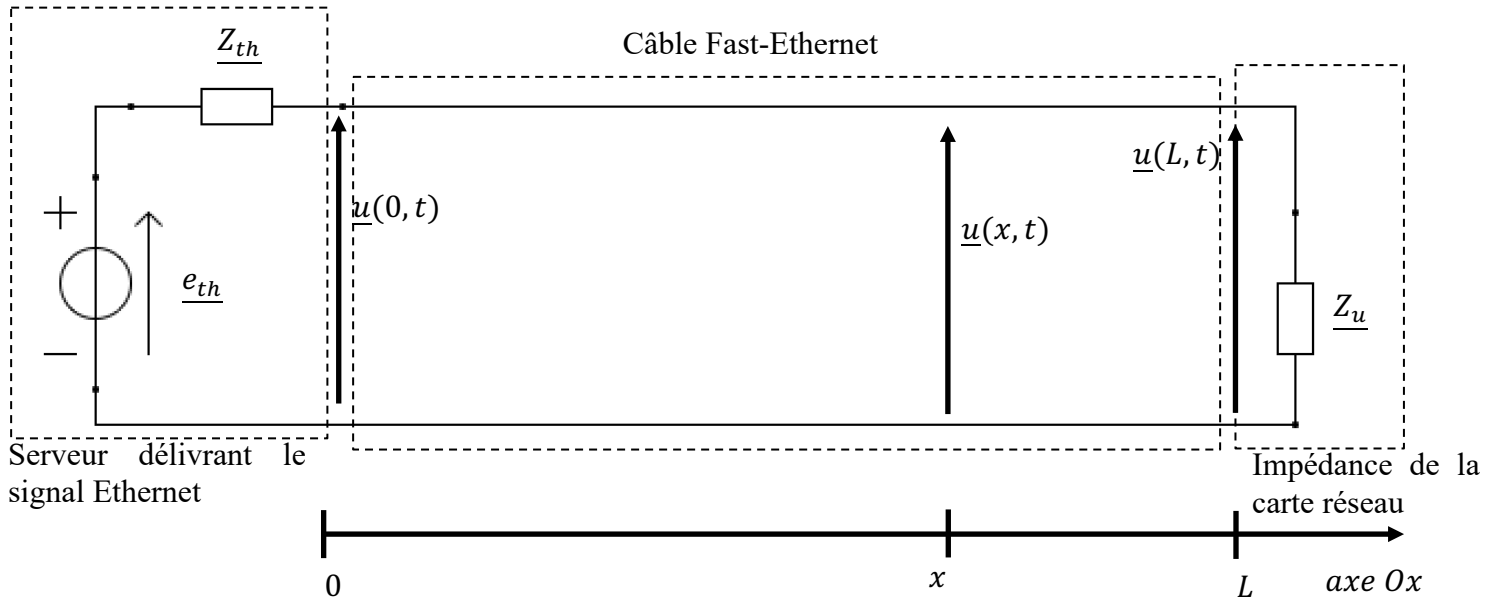 Z_th
Câble Fast-Ethernet
u(L, t)
+
u(0, t)
u(x, t)
e_th
Z_u
−
Serveur délivrant le
signal Ethernet
Impédance de la
carte réseau
0
x
L
axe Ox